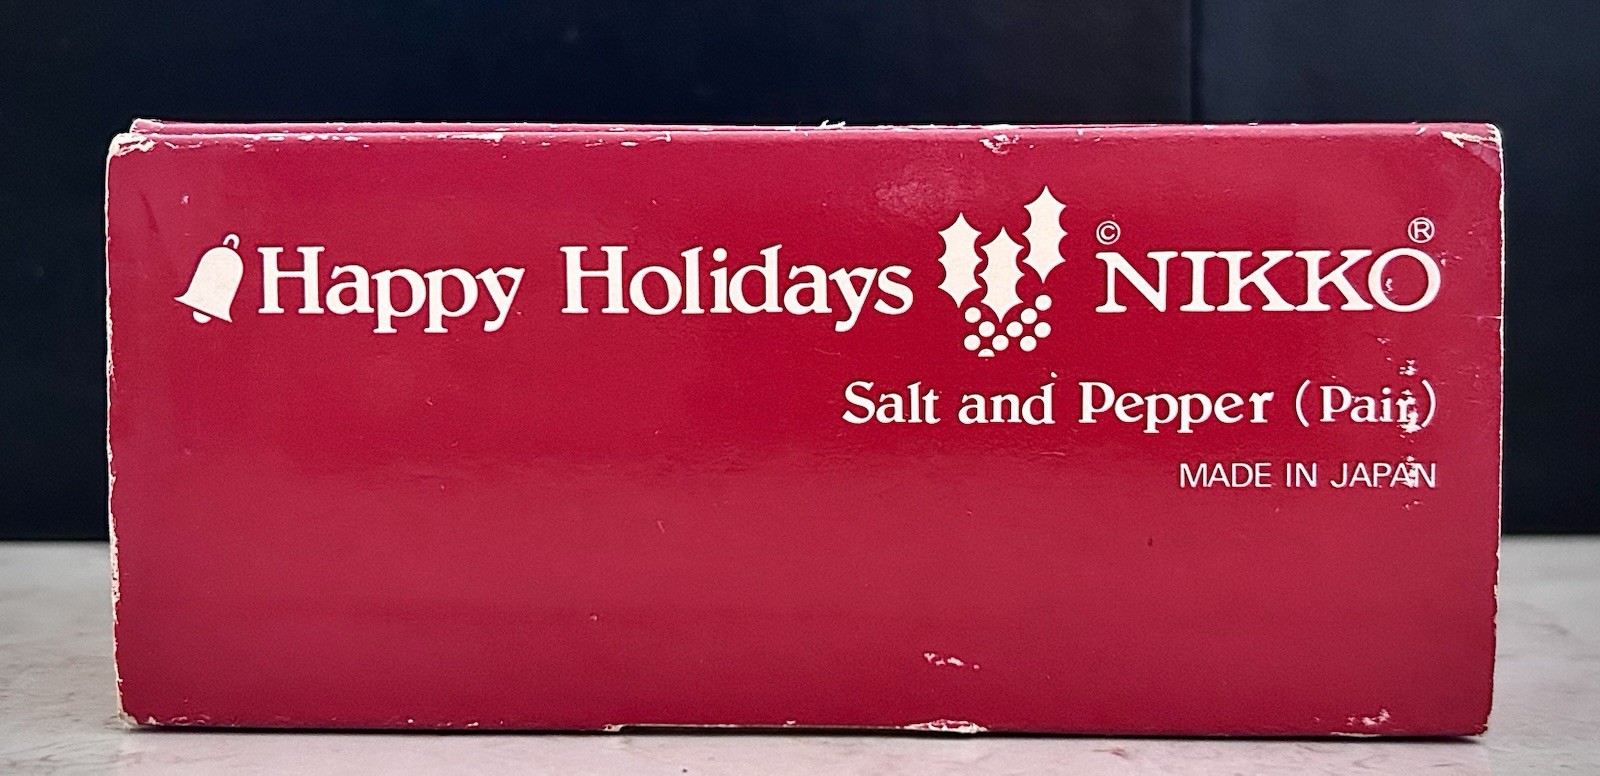 Happy Holidays © NIKKO®
Salt and Pepper (Pair)
MADE IN JAPAN